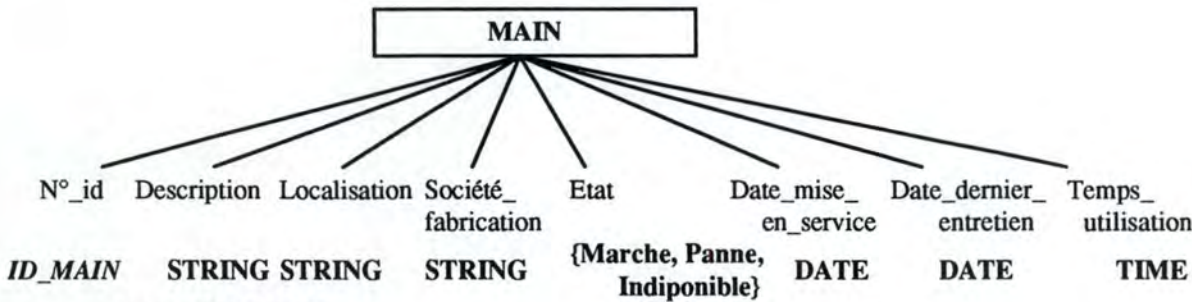 MAIN
N°_id Description Localisation Société_ Etat Date_mise_ Date_dernier_ Temps_
fabrication en_service entretien utilisation
ID_MAIN STRING STRING STRING {Marche, Panne, DATE DATE TIME
Indiponible}